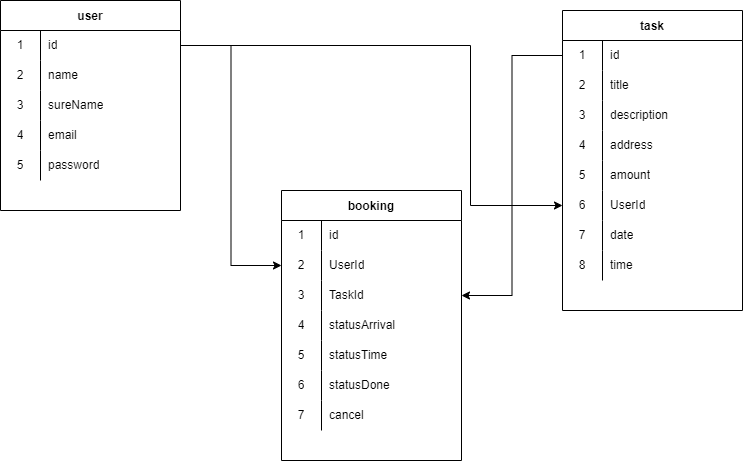 user
1 id
2 name
3 sureName
4 email
5 password
task
1 id
2 title
3 description
4 address
5 amount
6 UserId
7 date
8 time
booking
1 id
2 UserId
3 TaskId
4 statusArrival
5 statusTime
6 statusDone
7 cancel